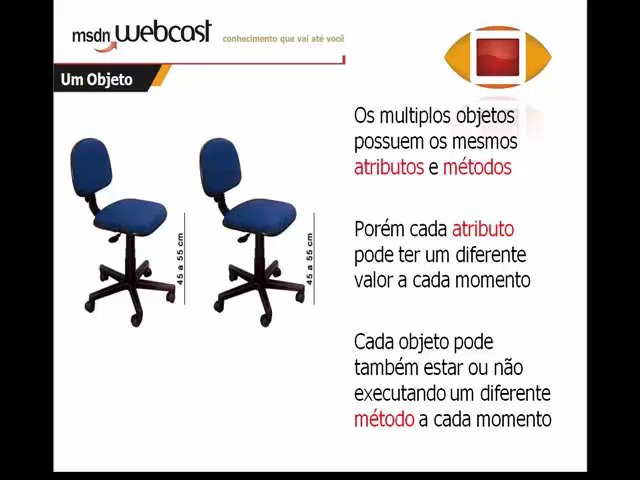 msdn webcast
conhecimento que vai até você
Um Objeto
Os multiplos objetos
possuem os mesmos
atributos e métodos
45 a 55 cm
45 a 55 cm
Porém cada atributo
pode ter um diferente
valor a cada momento
Cada objeto pode
também estar ou não
executando um diferente
método a cada momento